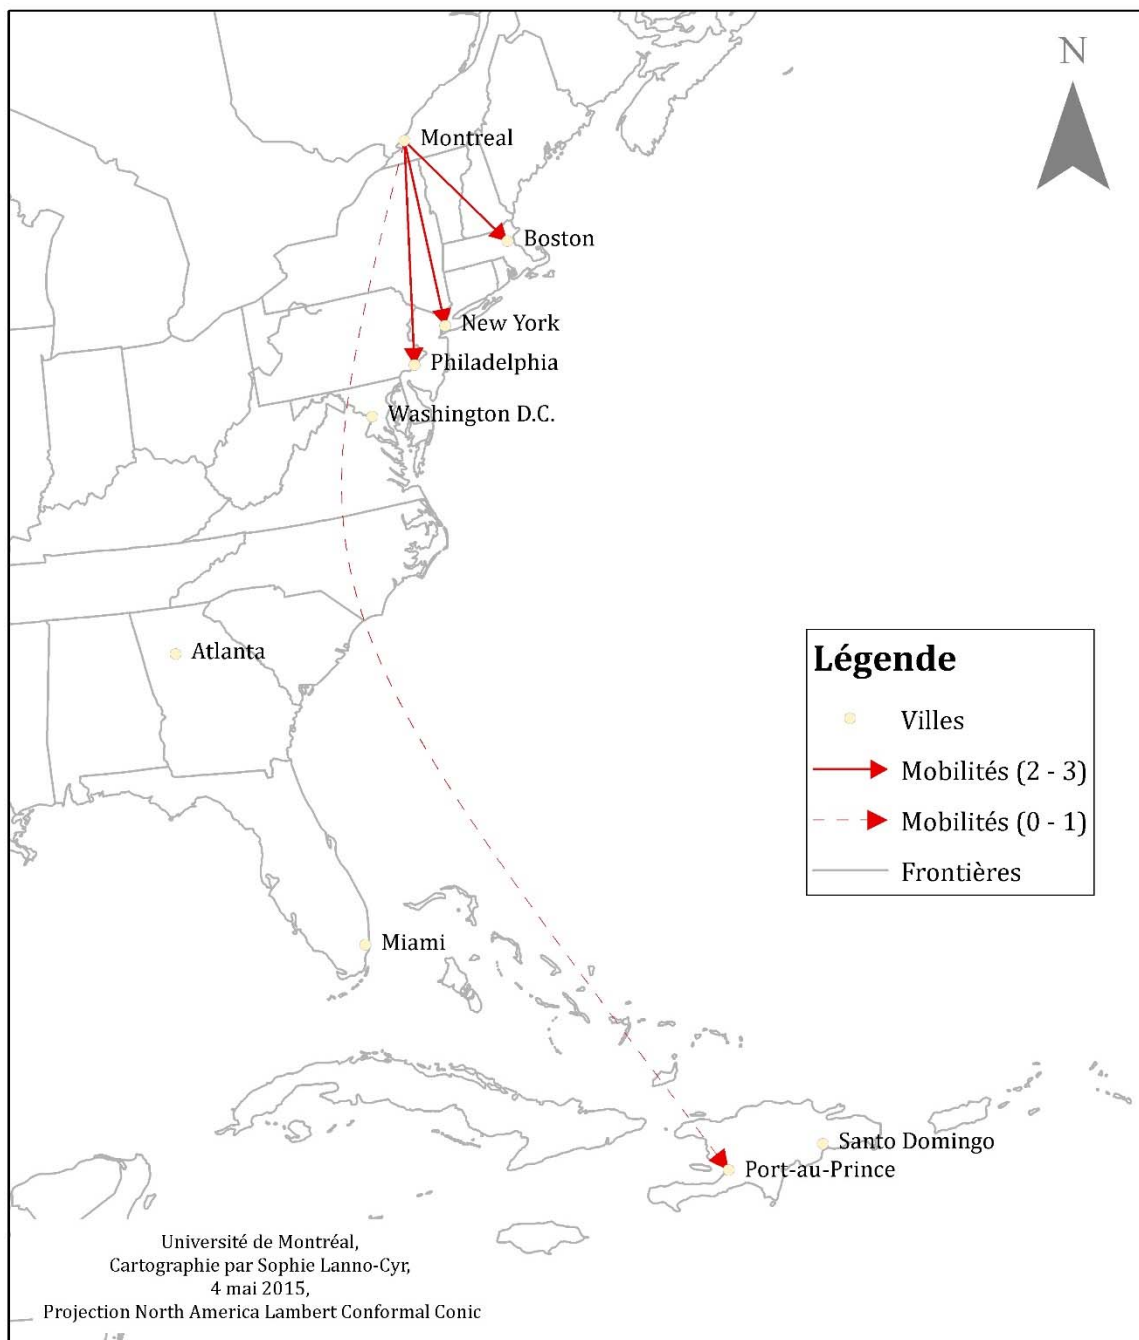 N
Montreal
Boston
New York
Philadelphia
Washington D.C.
Atlanta
Légende
Villes
Mobilités (2 - 3)
Mobilités (0 - 1)
Frontières
Miami
Santo Domingo
Port-au-Prince
Université de Montréal,
Cartographie par Sophie Lanno-Cyr,
4 mai 2015,
Projection North America Lambert Conformal Conic